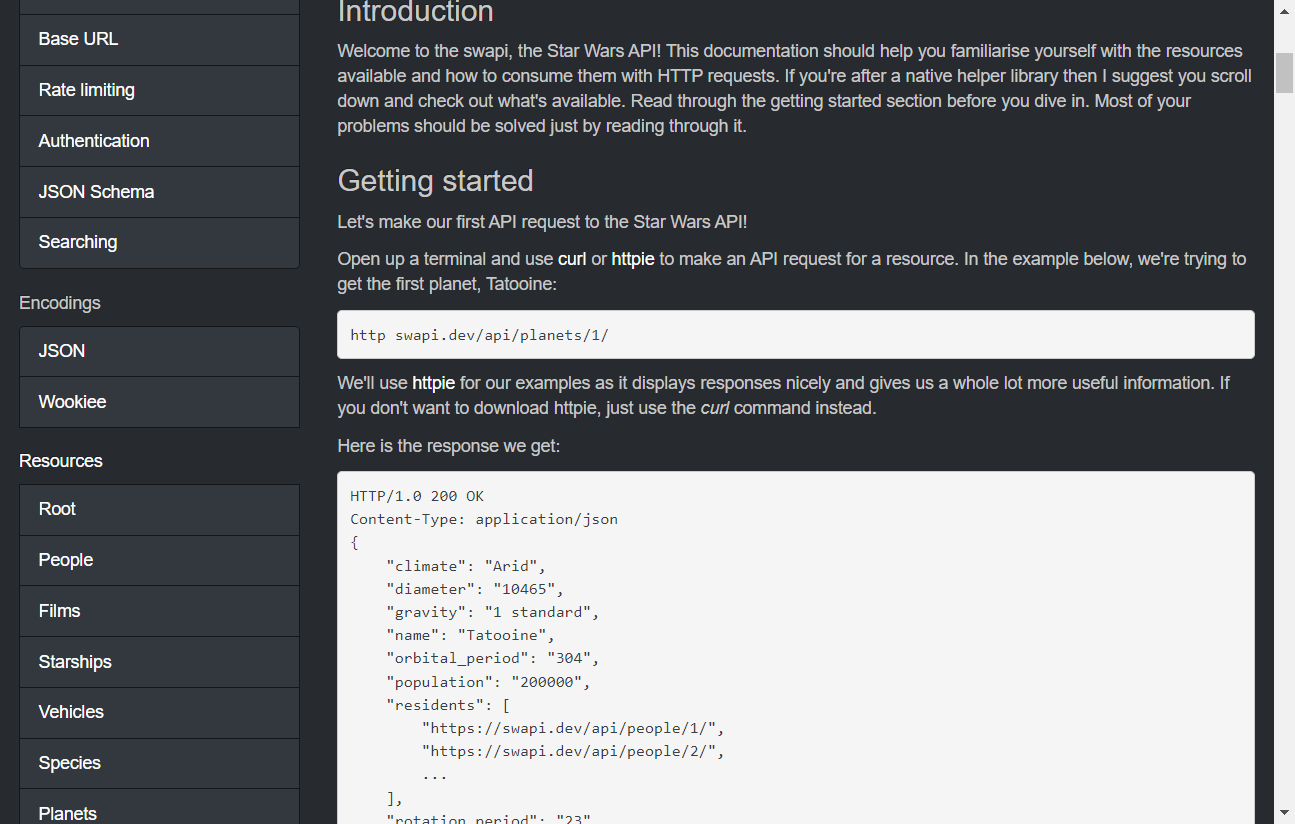 Base URL
Rate limiting
Authentication
JSON Schema
Searching
Encodings
JSON
Wookiee
Resources
Root
People
Films
Starships
Vehicles
Species
Planets
Introduction
Welcome to the swapi, the Star Wars API! This documentation should help you familiarise yourself with the resources
available and how to consume them with HTTP requests. If you're after a native helper library then I suggest you scroll
down and check out what's available. Read through the getting started section before you dive in. Most of your
problems should be solved just by reading through it.
Getting started
Let's make our first API request to the Star Wars API!
Open up a terminal and use curl or httpie to make an API request for a resource. In the example below, we're trying to
get the first planet, Tatooine:
http swapi.dev/api/planets/1/
We'll use httpie for our examples as it displays responses nicely and gives us a whole lot more useful information. If
you don't want to download httpie, just use the curl command instead.
Here is the response we get:
HTTP/1.0 200 OK
Content-Type: application/json
{
    "climate": "Arid",
    "diameter": "10465",
    "gravity": "1 standard",
    "name": "Tatooine",
    "orbital_period": "304",
    "population": "200000",
    "residents": [
        "https://swapi.dev/api/people/1/",
        "https://swapi.dev/api/people/2/",
        ...
    ],
    "rotation_period": "23"